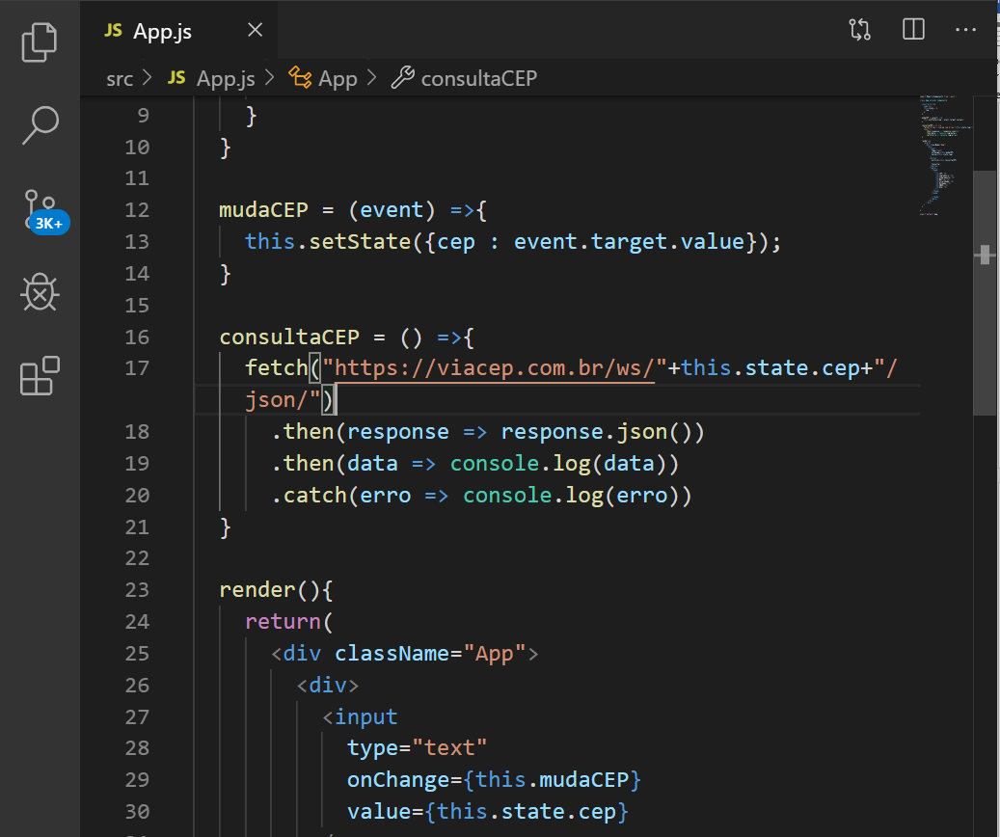 JS App.js
src > JS App.js > App > consultaCEP
3K+
9 }
10 }
11
12 mudaCEP = (event) =>{
13 this.setState({cep : event.target.value});
14 }
15
16 consultaCEP = () =>{
17 fetch("https://viacep.com.br/ws/"+this.state.cep+"/
json/")
18 .then(response => response.json())
19 .then(data => console.log(data))
20 .catch(erro => console.log(erro))
21 }
22
23 render(){
24 return(
25 <div className="App">
26 <div>
27 <input
28 type="text"
29 onChange={this.mudaCEP}
30 value={this.state.cep}